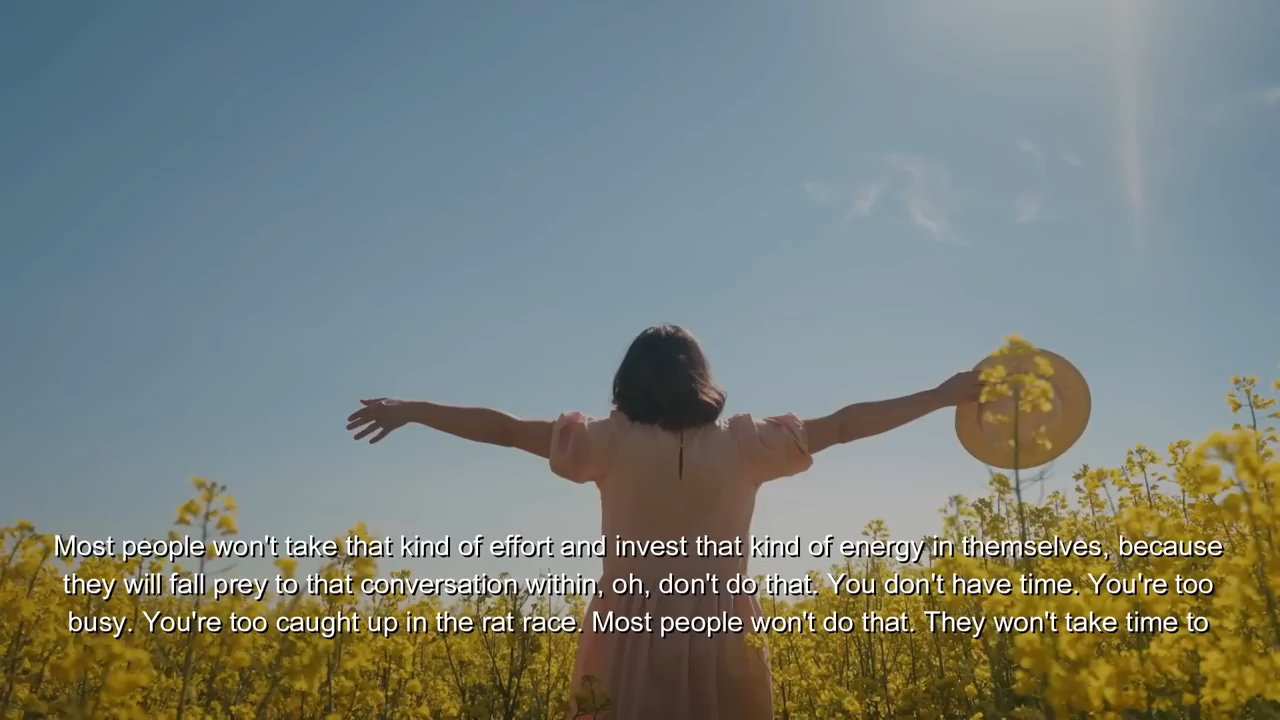 Most people won't take that kind of effort and invest that kind of energy in themselves, because
they will fall prey to that conversation within, oh, don't do that. You don't have time. You're too
busy. You're too caught up in the rat race. Most people won't do that. They won't take time to